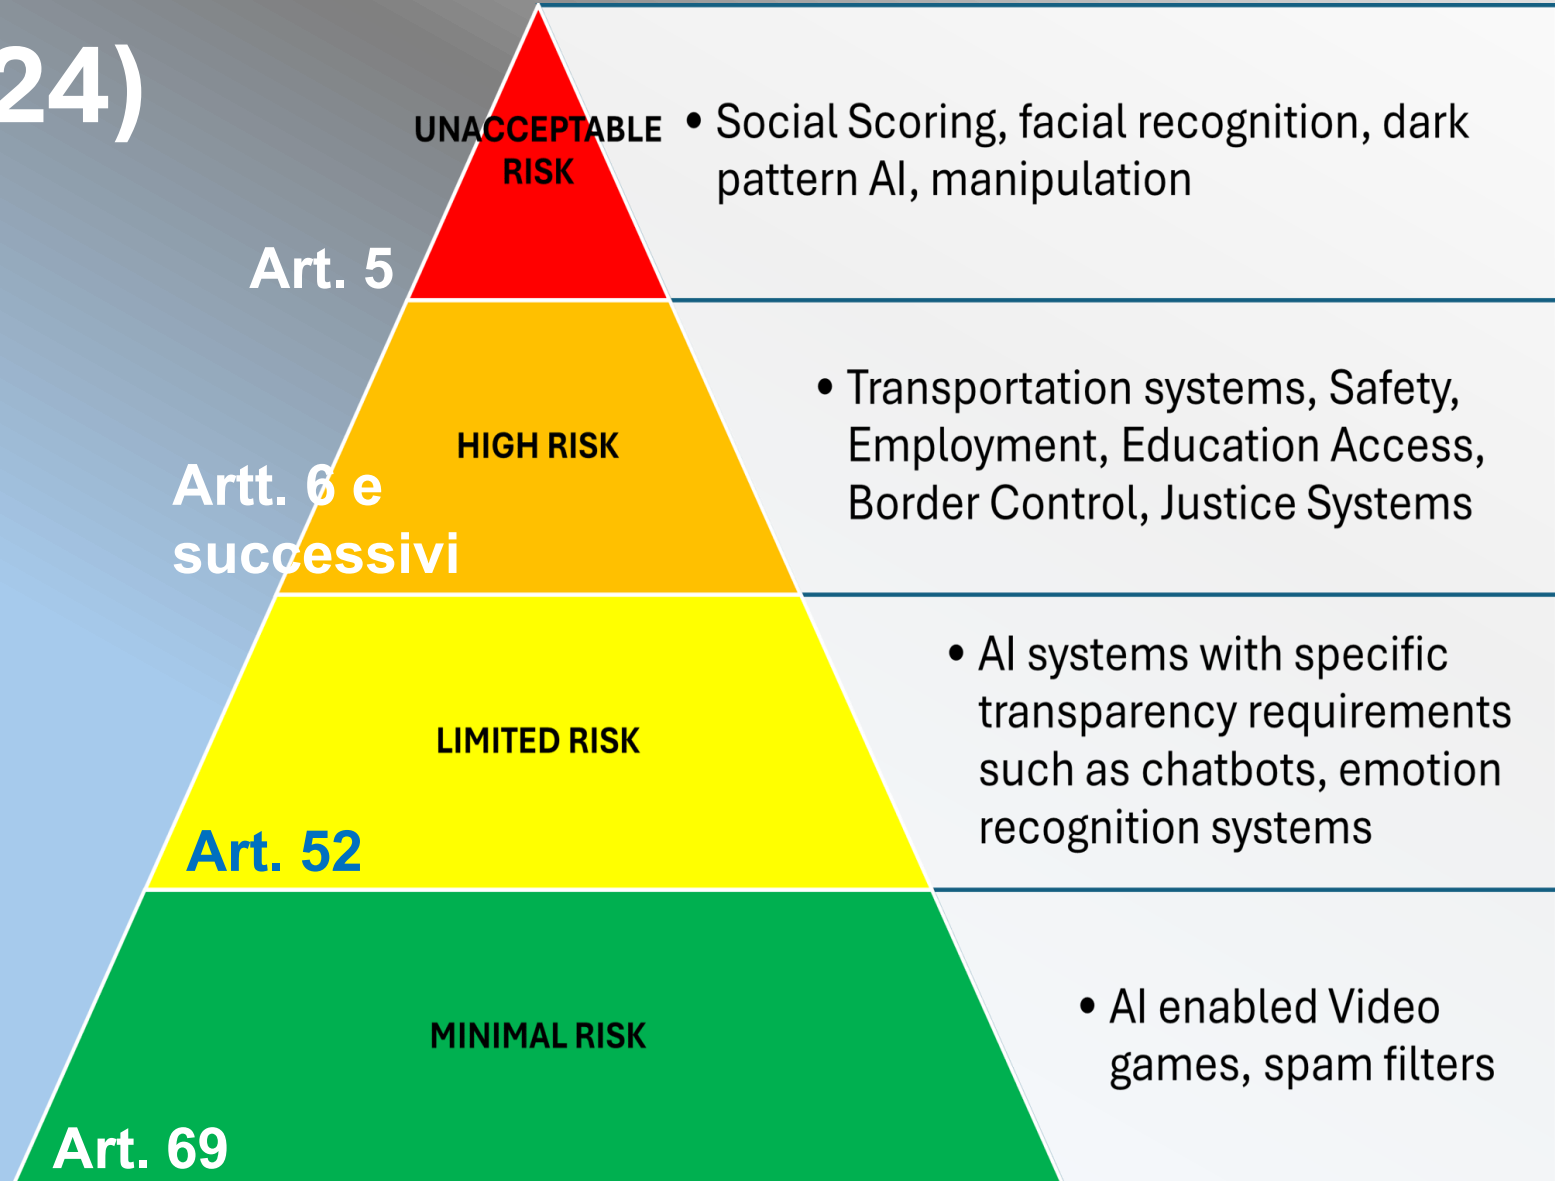 24)
UNACCEPTABLE
RISK
• Social Scoring, facial recognition, dark
pattern AI, manipulation
Art. 5
HIGH RISK
• Transportation systems, Safety,
Employment, Education Access,
Border Control, Justice Systems
Artt. 6 e
successivi
LIMITED RISK
• AI systems with specific
transparency requirements
such as chatbots, emotion
recognition systems
Art. 52
MINIMAL RISK
• AI enabled Video
games, spam filters
Art. 69